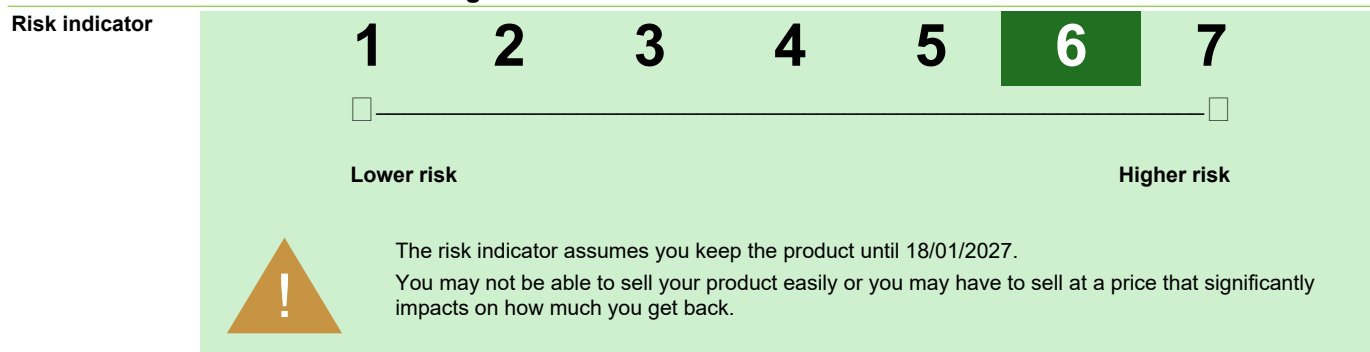 Risk indicator
1 2 3 4 5 6 7
Lower risk Higher risk
! The risk indicator assumes you keep the product until 18/01/2027.
You may not be able to sell your product easily or you may have to sell at a price that significantly
impacts on how much you get back.